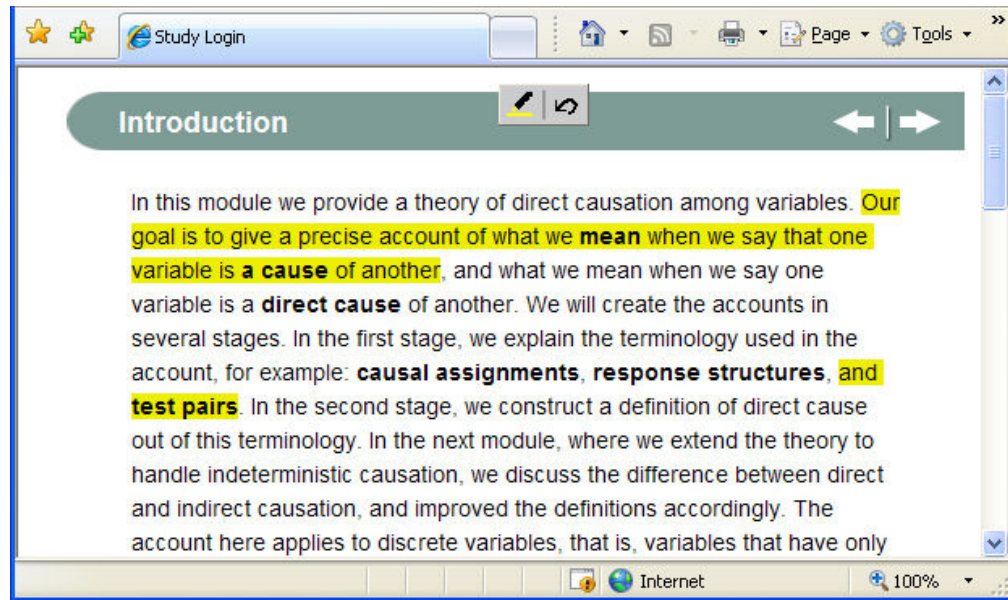 Study Login
Page Tools »
Introduction
In this module we provide a theory of direct causation among variables. Our
goal is to give a precise account of what we mean when we say that one
variable is a cause of another, and what we mean when we say one
variable is a direct cause of another. We will create the accounts in
several stages. In the first stage, we explain the terminology used in the
account, for example: causal assignments, response structures, and
test pairs. In the second stage, we construct a definition of direct cause
out of this terminology. In the next module, where we extend the theory to
handle indeterministic causation, we discuss the difference between direct
and indirect causation, and improved the definitions accordingly. The
account here applies to discrete variables, that is, variables that have only
Internet 100%